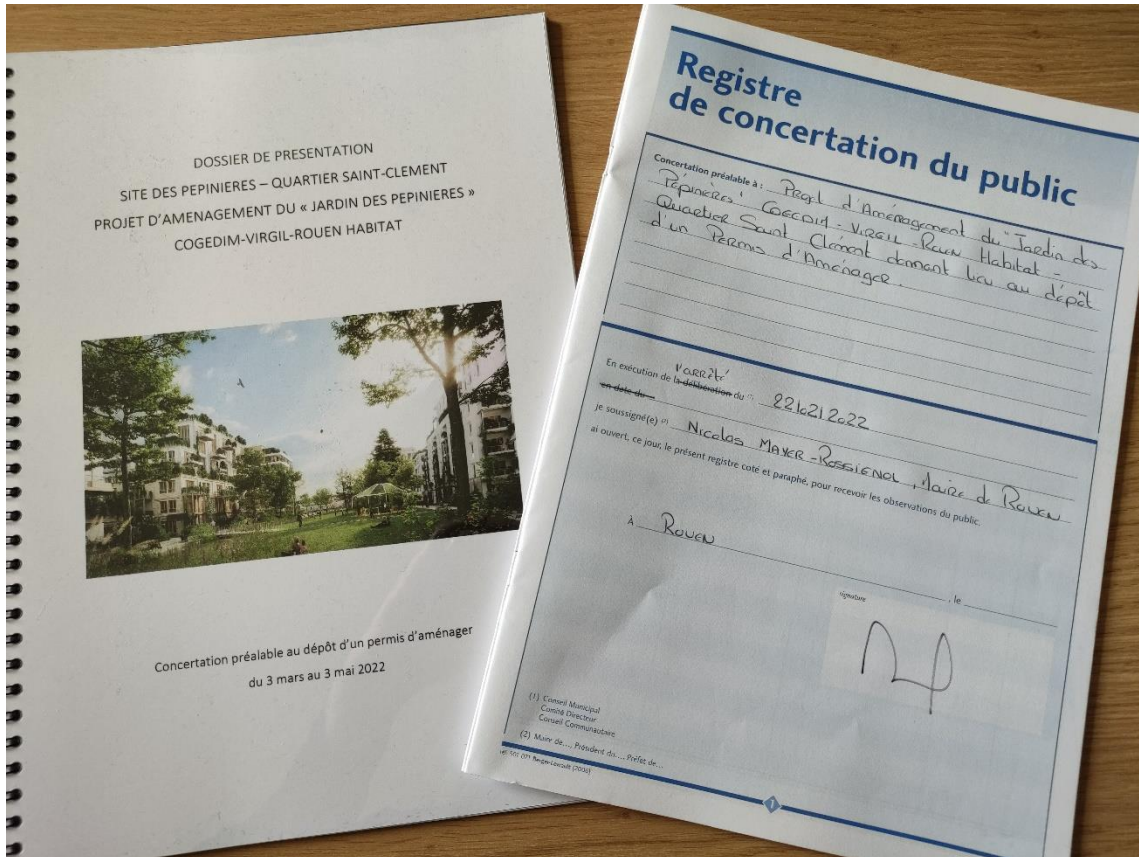 DOSSIER DE PRESENTATION
SITE DES PEPINIERES – QUARTIER SAINT-CLEMENT
PROJET D'AMENAGEMENT DU « JARDIN DES PEPINIERES »
COGEDIM-VIRGIL-ROUEN HABITAT
Concertation préalable au dépôt d'un permis d'aménager
du 3 mars au 3 mai 2022
Registre
de concertation du public
Concertation préalable à : Projet d'Aménagement du "Jardin des
Pépinières" COGEDIM - VIRGIL - ROUEN Habitat -
Quartier Saint Clément donnant lieu au dépôt
d'un Permis d'Aménager.
l'arrêté
En exécution de la délibération du (1) 22/02/2022
en date du
je soussigné(e) (2) Nicolas MAYER-ROSSIGNOL, Maire de Rouen
ai ouvert, ce jour, le présent registre coté et paraphé, pour recevoir les observations du public.
à ROUEN , le
signature
(1) Conseil Municipal
Comité Directeur
Conseil Communautaire
(2) Maire de..., Président du..., Préfet de...
501 051 Berger-Levrault
1